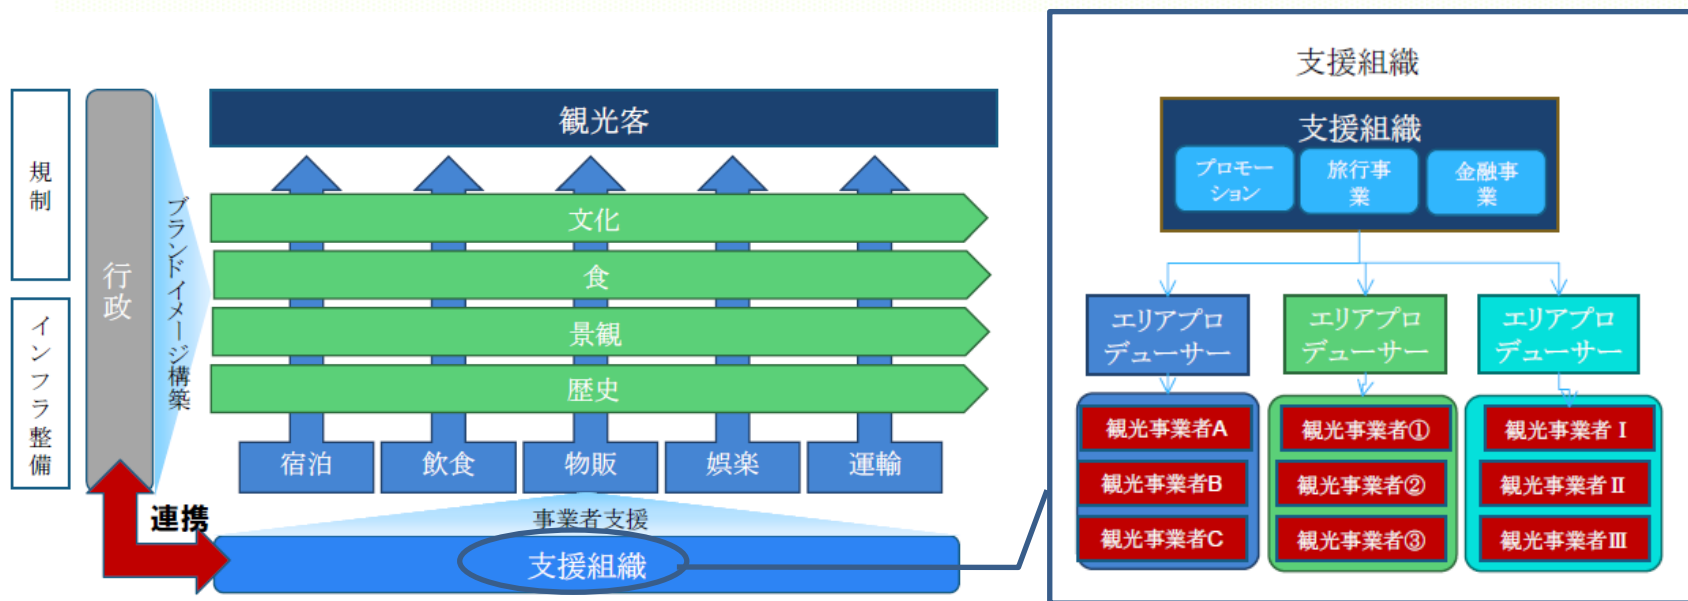 規制
インフラ整備
行政
ブランドイメージ構築
観光客
文化
食
景観
歴史
宿泊
飲食
物販
娯楽
運輸
連携
事業者支援
支援組織
支援組織
支援組織
プロモー
ション
旅行事
業
金融事
業
エリアプロ
デューサー
エリアプロ
デューサー
エリアプロ
デューサー
観光事業者A
観光事業者B
観光事業者C
観光事業者①
観光事業者②
観光事業者③
観光事業者Ⅰ
観光事業者Ⅱ
観光事業者Ⅲ